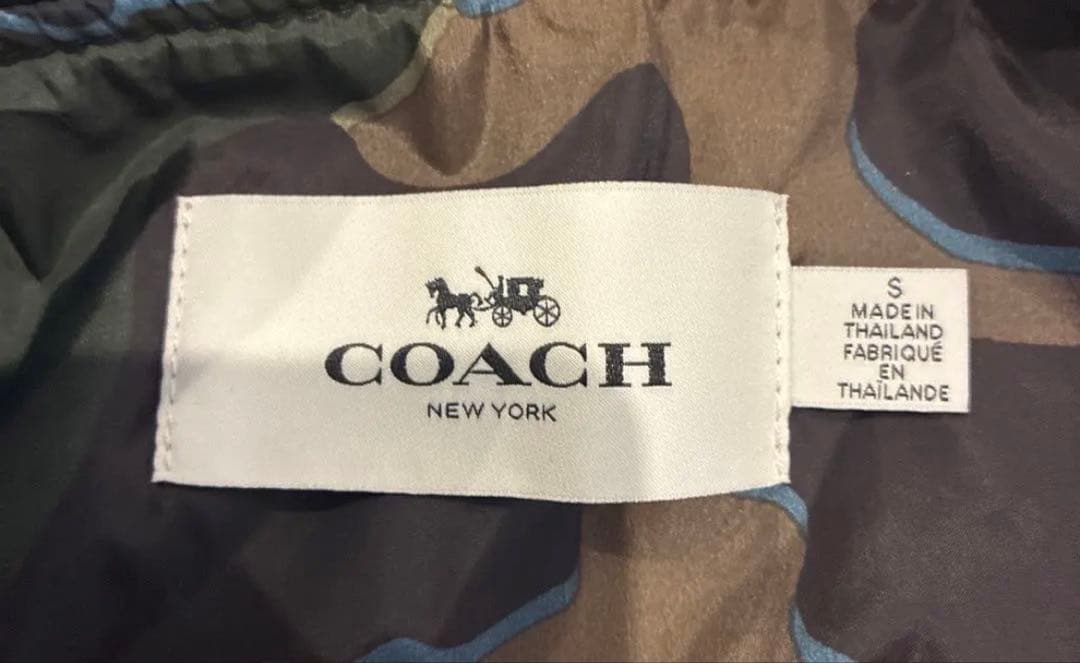 COACH
NEW YORK
S
MADE IN
THAILAND
FABRIQUÉ
EN
THAÏLANDE